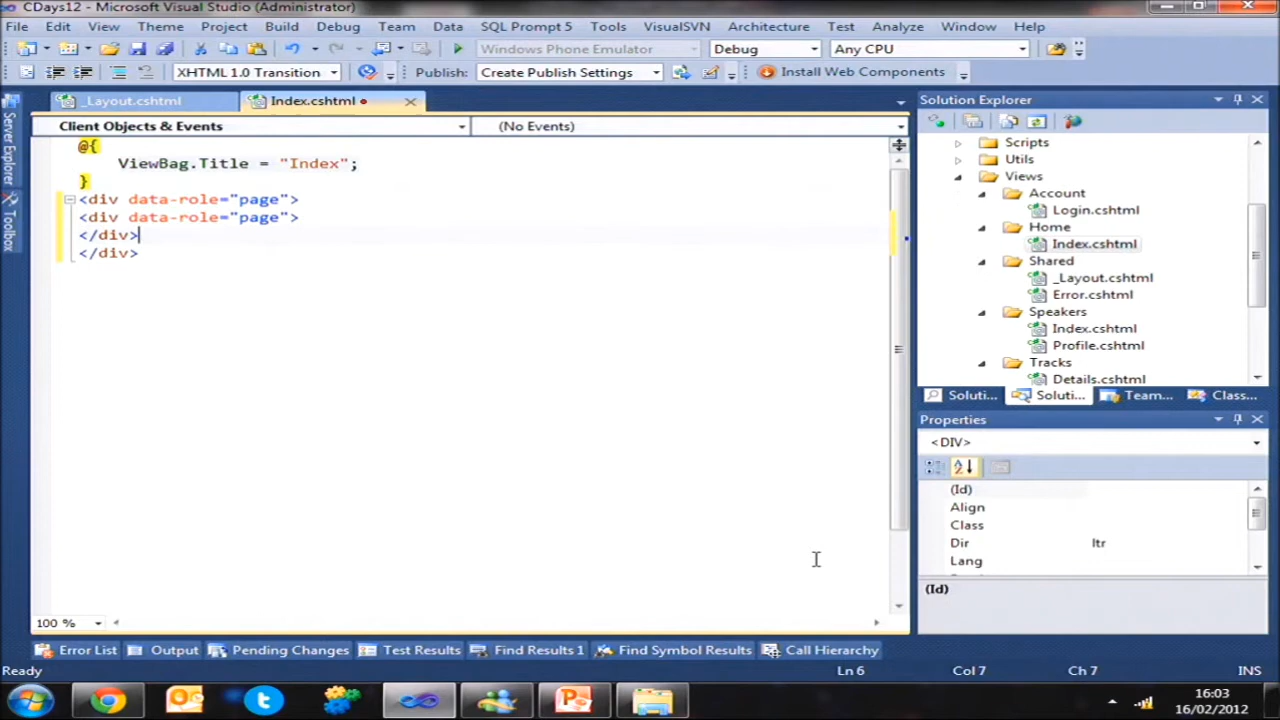 CDays12 - Microsoft Visual Studio (Administrator)
File Edit View Theme Project Build Debug Team Data SQL Prompt 5 Tools VisualSVN Architecture Test Analyze Window Help
Windows Phone Emulator Debug Any CPU
XHTML 1.0 Transition Publish: Create Publish Settings Install Web Components
_Layout.cshtml Index.cshtml
Client Objects & Events (No Events)
@{
ViewBag.Title = "Index";
}
<div data-role="page">
<div data-role="page">
</div>
</div>
100 %
Server Explorer
Toolbox
Solution Explorer
Scripts
Utils
Views
Account
Login.cshtml
Home
Index.cshtml
Shared
_Layout.cshtml
Error.cshtml
Speakers
Index.cshtml
Profile.cshtml
Tracks
Details.cshtml
Soluti... Soluti... Team... Class...
Properties
<DIV>
(Id)
Align
Class
Dir ltr
Lang
(Id)
Error List Output Pending Changes Test Results Find Results 1 Find Symbol Results Call Hierarchy
Ready Ln 6 Col 7 Ch 7 INS
16:03
16/02/2012